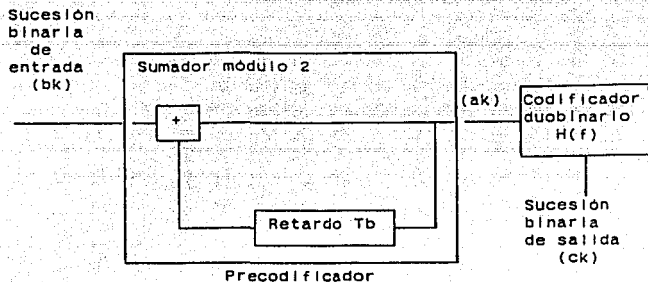 Sucesión
binaria
de
entrada
(bk)
Sumador módulo 2
+
Retardo Tb
Precodificador
(ak)
Codificador
duobinario
H(f)
Sucesión
binaria
de salida
(ck)